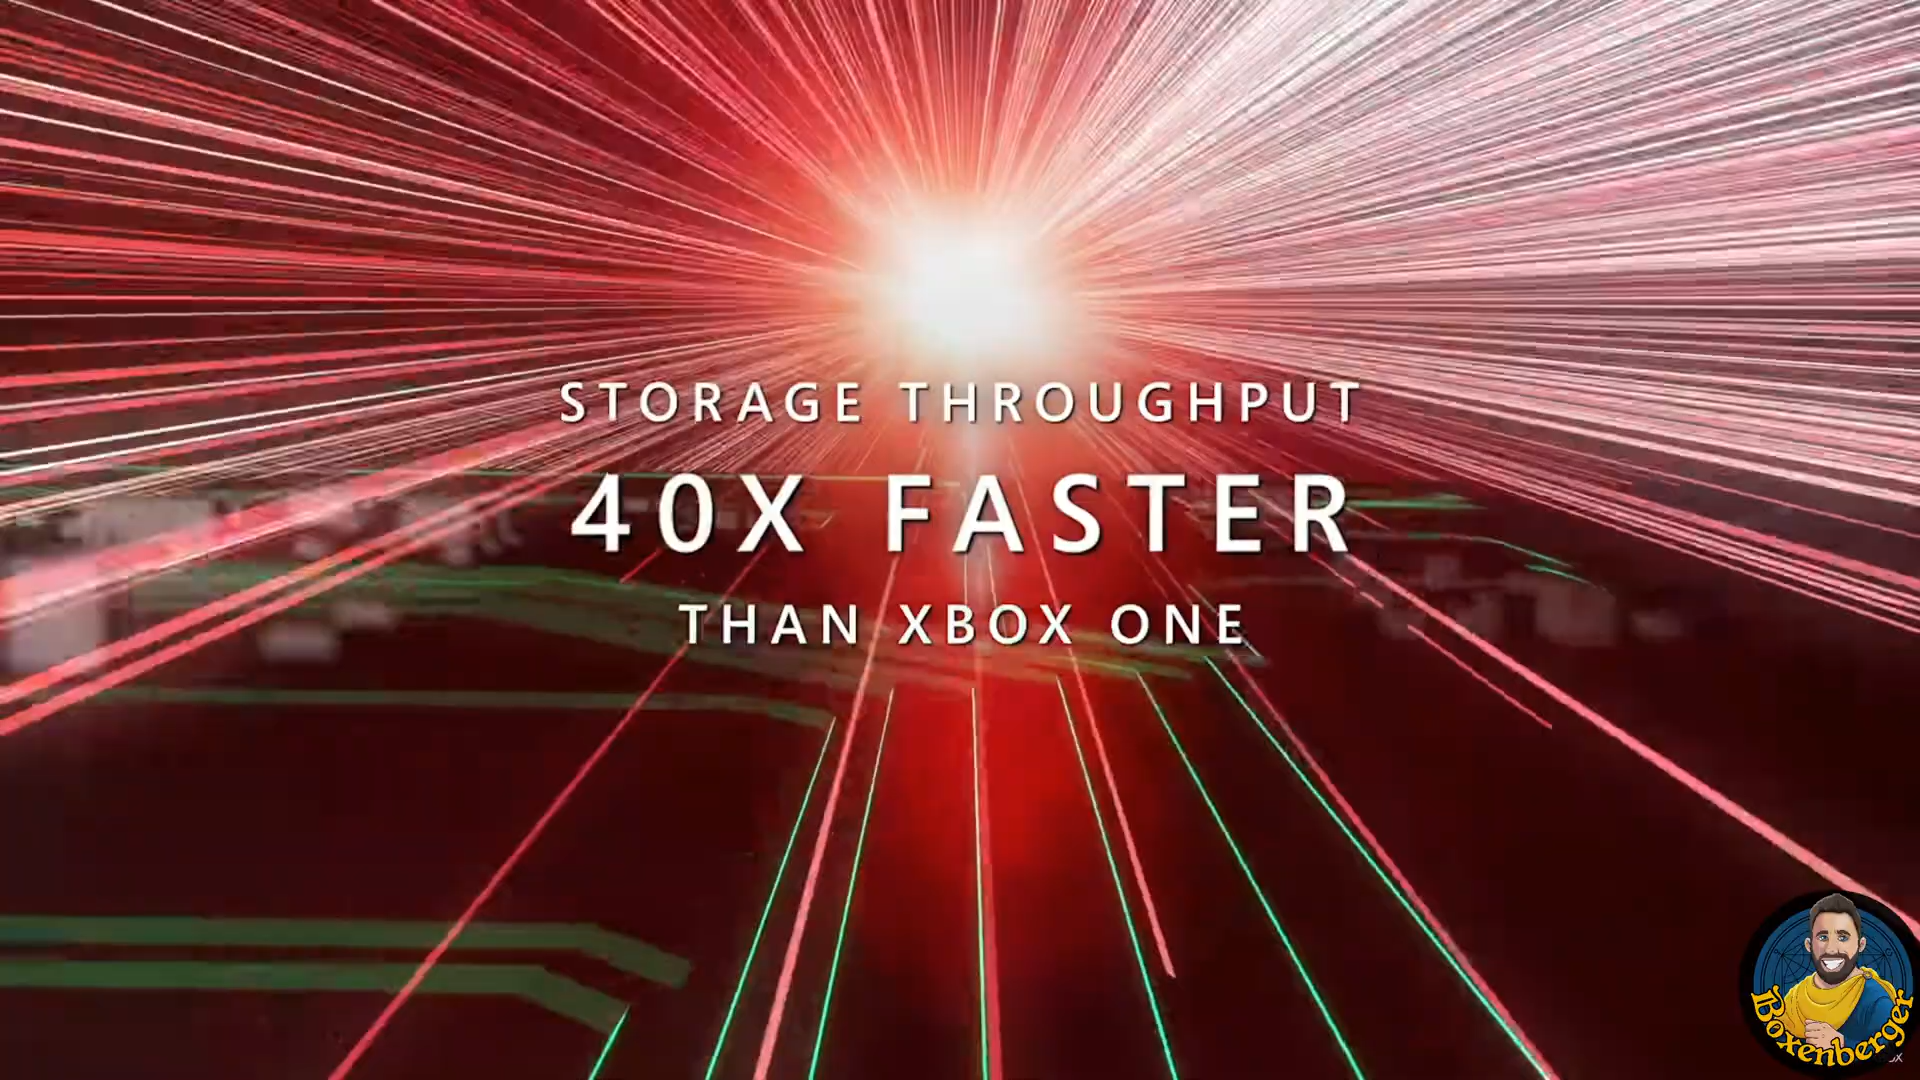 STORAGE THROUGHPUT
40X FASTER
THAN XBOX ONE
Boxenberger